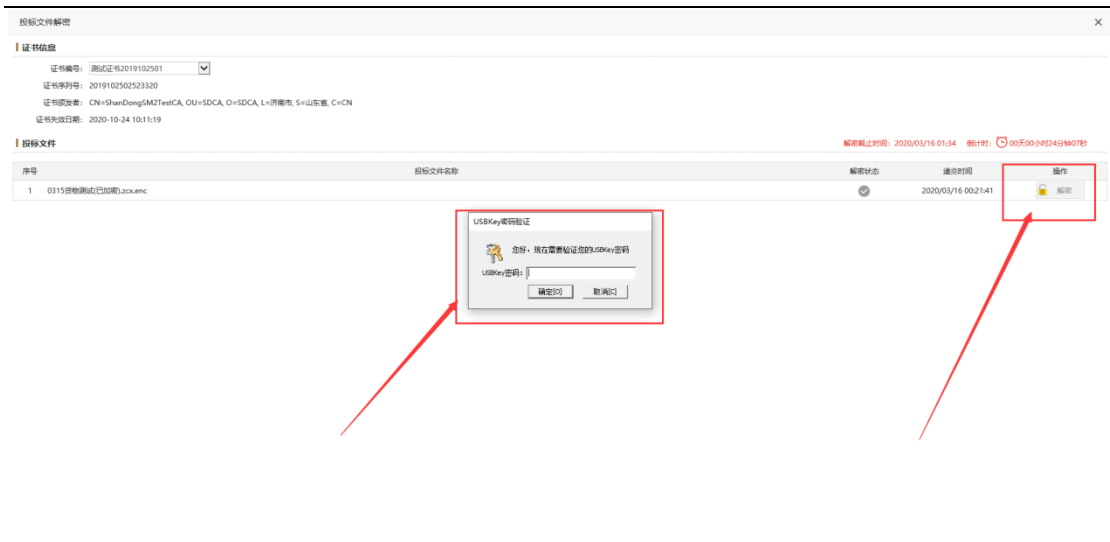 投标文件解密
证书信息
证书编号: 测试证书2019102501
证书序列号: 2019102502523320
证书颁发者: CN=ShanDongSM2TestCA, OU=SDCA, O=SDCA, L=济南市, S=山东省, C=CN
证书失效日期: 2020-10-24 10:11:19
投标文件 解密截止时间: 2020/03/16 01:34 倒计时: 00天00小时24分钟07秒
序号 投标文件名称 解密状态 递交时间 操作
1 0315货物测试(已加密).zcx.enc 2020/03/16 00:21:41 解密
USBKey密码验证
您好，现在需要验证您的USBKey密码
USBKey密码:
确定[O] 取消[C]